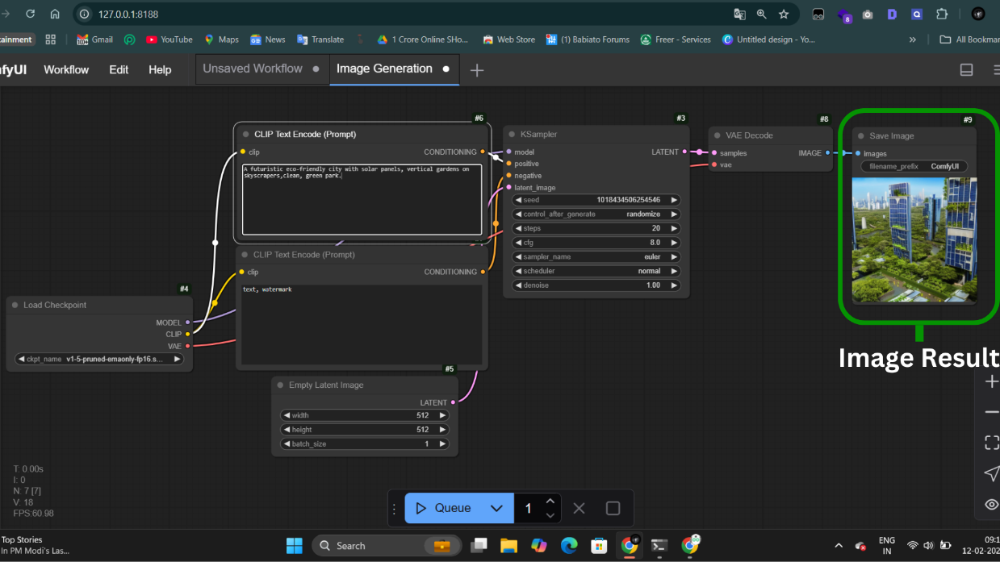 127.0.0.1:8188
8
tainment
Gmail
YouTube
Maps
News
Translate
1 Crore Online SHo...
Web Store
(1) Babiato Forums
Freer - Services
Untitled design - Yo...
»
All Bookmar
nfyUI
Workflow
Edit
Help
Unsaved Workflow
Image Generation
#6
CLIP Text Encode (Prompt)
clip
CONDITIONING
A futuristic eco-friendly city with solar panels, vertical gardens on
skyscrapers,clean, green park.
CLIP Text Encode (Prompt)
clip
CONDITIONING
text, watermark
#4
Load Checkpoint
MODEL
CLIP
VAE
ckpt_name v1-5-pruned-emaonly-fp16.s...
#5
Empty Latent Image
LATENT
width 512
height 512
batch_size 1
#3
KSampler
model
LATENT
positive
negative
latent_image
seed 1018434506254546
control_after_generate randomize
steps 20
cfg 8.0
sampler_name euler
scheduler normal
denoise 1.00
#8
VAE Decode
samples
IMAGE
vae
#9
Save Image
images
filename_prefix ComfyUI
Image Result
T: 0.00s
I: 0
N: 7 [7]
V: 18
FPS:60.98
Queue
1
Top Stories
In PM Modi's Las...
Search
ENG
IN
09:1
12-02-202